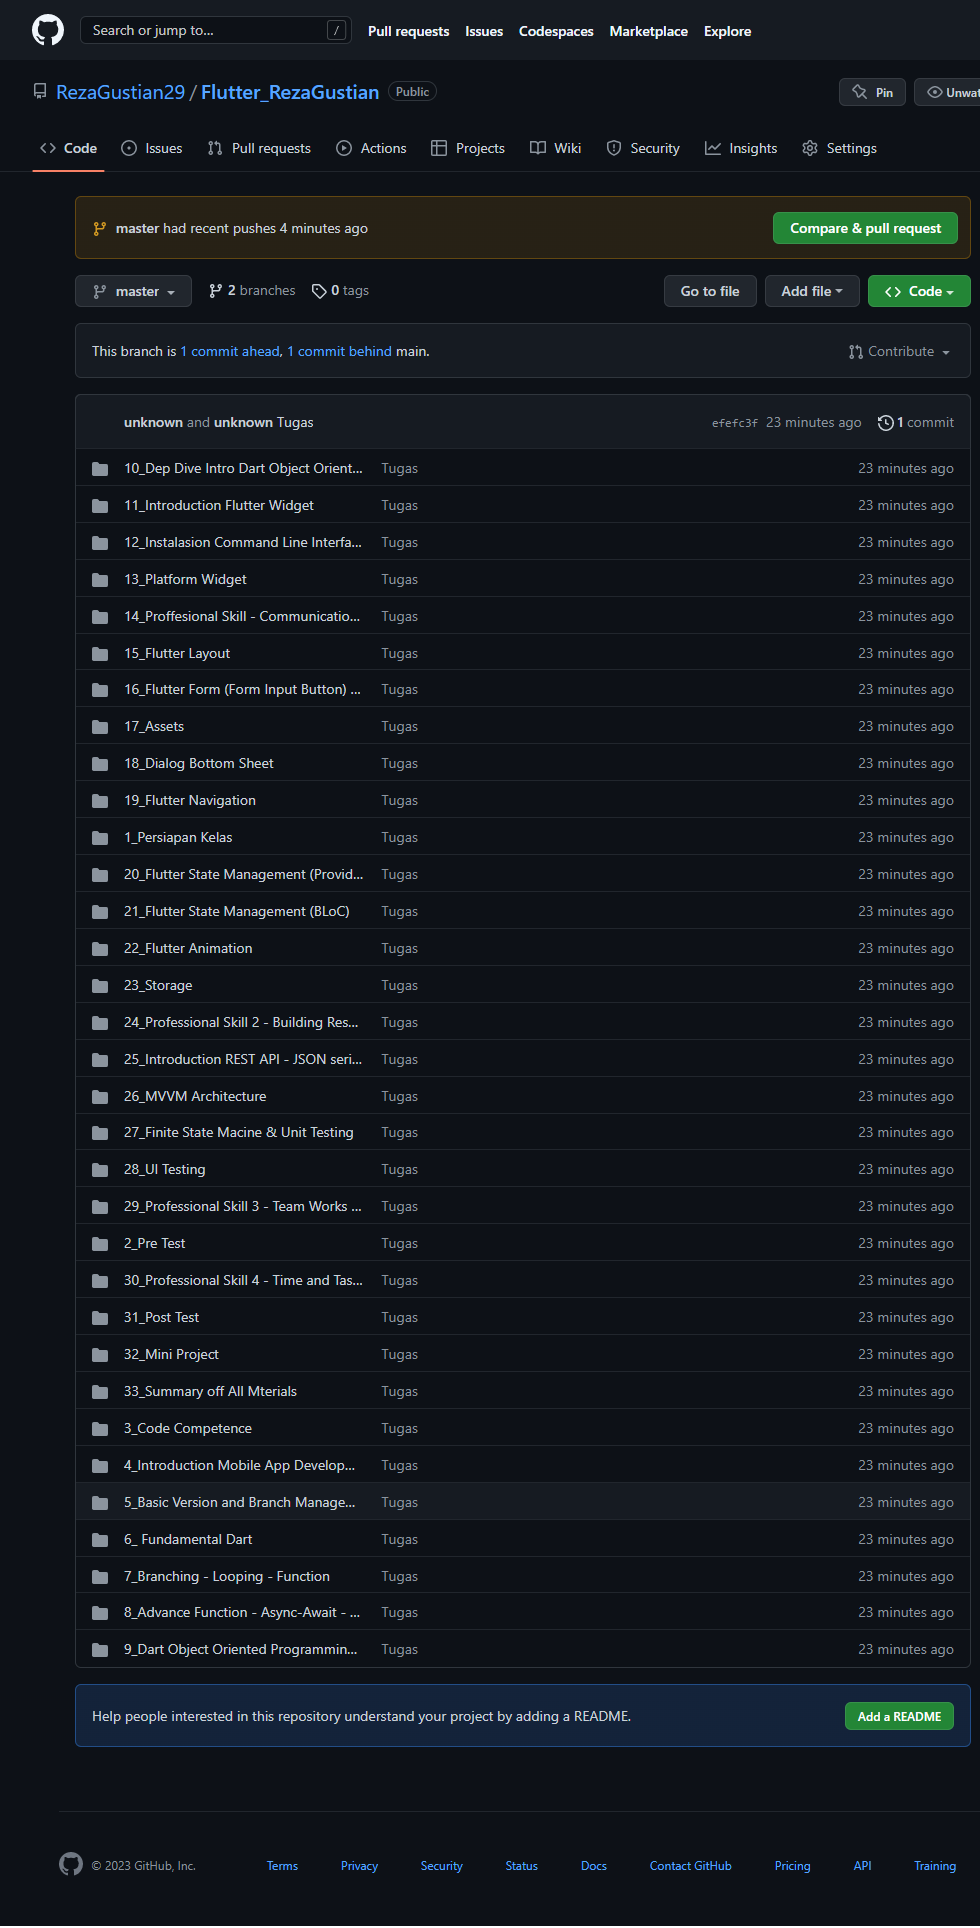 Search or jump to... /
Pull requests Issues Codespaces Marketplace Explore
RezaGustian29 / Flutter_RezaGustian Public
Pin Unwat
Code Issues Pull requests Actions Projects Wiki Security Insights Settings
master had recent pushes 4 minutes ago Compare & pull request
master 2 branches 0 tags Go to file Add file Code
This branch is 1 commit ahead, 1 commit behind main. Contribute
unknown and unknown Tugas efefc3f 23 minutes ago 1 commit
10_Dep Dive Intro Dart Object Orient... Tugas 23 minutes ago
11_Introduction Flutter Widget Tugas 23 minutes ago
12_Instalasion Command Line Interfa... Tugas 23 minutes ago
13_Platform Widget Tugas 23 minutes ago
14_Proffesional Skill - Communicatio... Tugas 23 minutes ago
15_Flutter Layout Tugas 23 minutes ago
16_Flutter Form (Form Input Button) ... Tugas 23 minutes ago
17_Assets Tugas 23 minutes ago
18_Dialog Bottom Sheet Tugas 23 minutes ago
19_Flutter Navigation Tugas 23 minutes ago
1_Persiapan Kelas Tugas 23 minutes ago
20_Flutter State Management (Provid... Tugas 23 minutes ago
21_Flutter State Management (BLoC) Tugas 23 minutes ago
22_Flutter Animation Tugas 23 minutes ago
23_Storage Tugas 23 minutes ago
24_Professional Skill 2 - Building Res... Tugas 23 minutes ago
25_Introduction REST API - JSON seri... Tugas 23 minutes ago
26_MVVM Architecture Tugas 23 minutes ago
27_Finite State Macine & Unit Testing Tugas 23 minutes ago
28_UI Testing Tugas 23 minutes ago
29_Professional Skill 3 - Team Works ... Tugas 23 minutes ago
2_Pre Test Tugas 23 minutes ago
30_Professional Skill 4 - Time and Tas... Tugas 23 minutes ago
31_Post Test Tugas 23 minutes ago
32_Mini Project Tugas 23 minutes ago
33_Summary off All Mterials Tugas 23 minutes ago
3_Code Competence Tugas 23 minutes ago
4_Introduction Mobile App Develop... Tugas 23 minutes ago
5_Basic Version and Branch Manage... Tugas 23 minutes ago
6_ Fundamental Dart Tugas 23 minutes ago
7_Branching - Looping - Function Tugas 23 minutes ago
8_Advance Function - Async-Await - ... Tugas 23 minutes ago
9_Dart Object Oriented Programmin... Tugas 23 minutes ago
Help people interested in this repository understand your project by adding a README. Add a README
© 2023 GitHub, Inc. Terms Privacy Security Status Docs Contact GitHub Pricing API Training